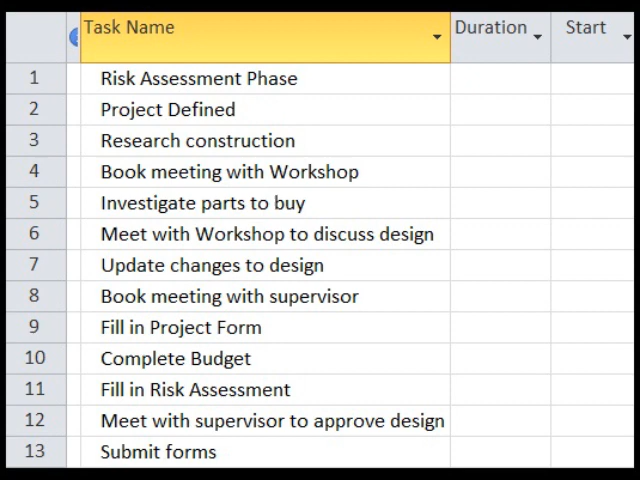 Task Name Duration Start
1 Risk Assessment Phase
2 Project Defined
3 Research construction
4 Book meeting with Workshop
5 Investigate parts to buy
6 Meet with Workshop to discuss design
7 Update changes to design
8 Book meeting with supervisor
9 Fill in Project Form
10 Complete Budget
11 Fill in Risk Assessment
12 Meet with supervisor to approve design
13 Submit forms